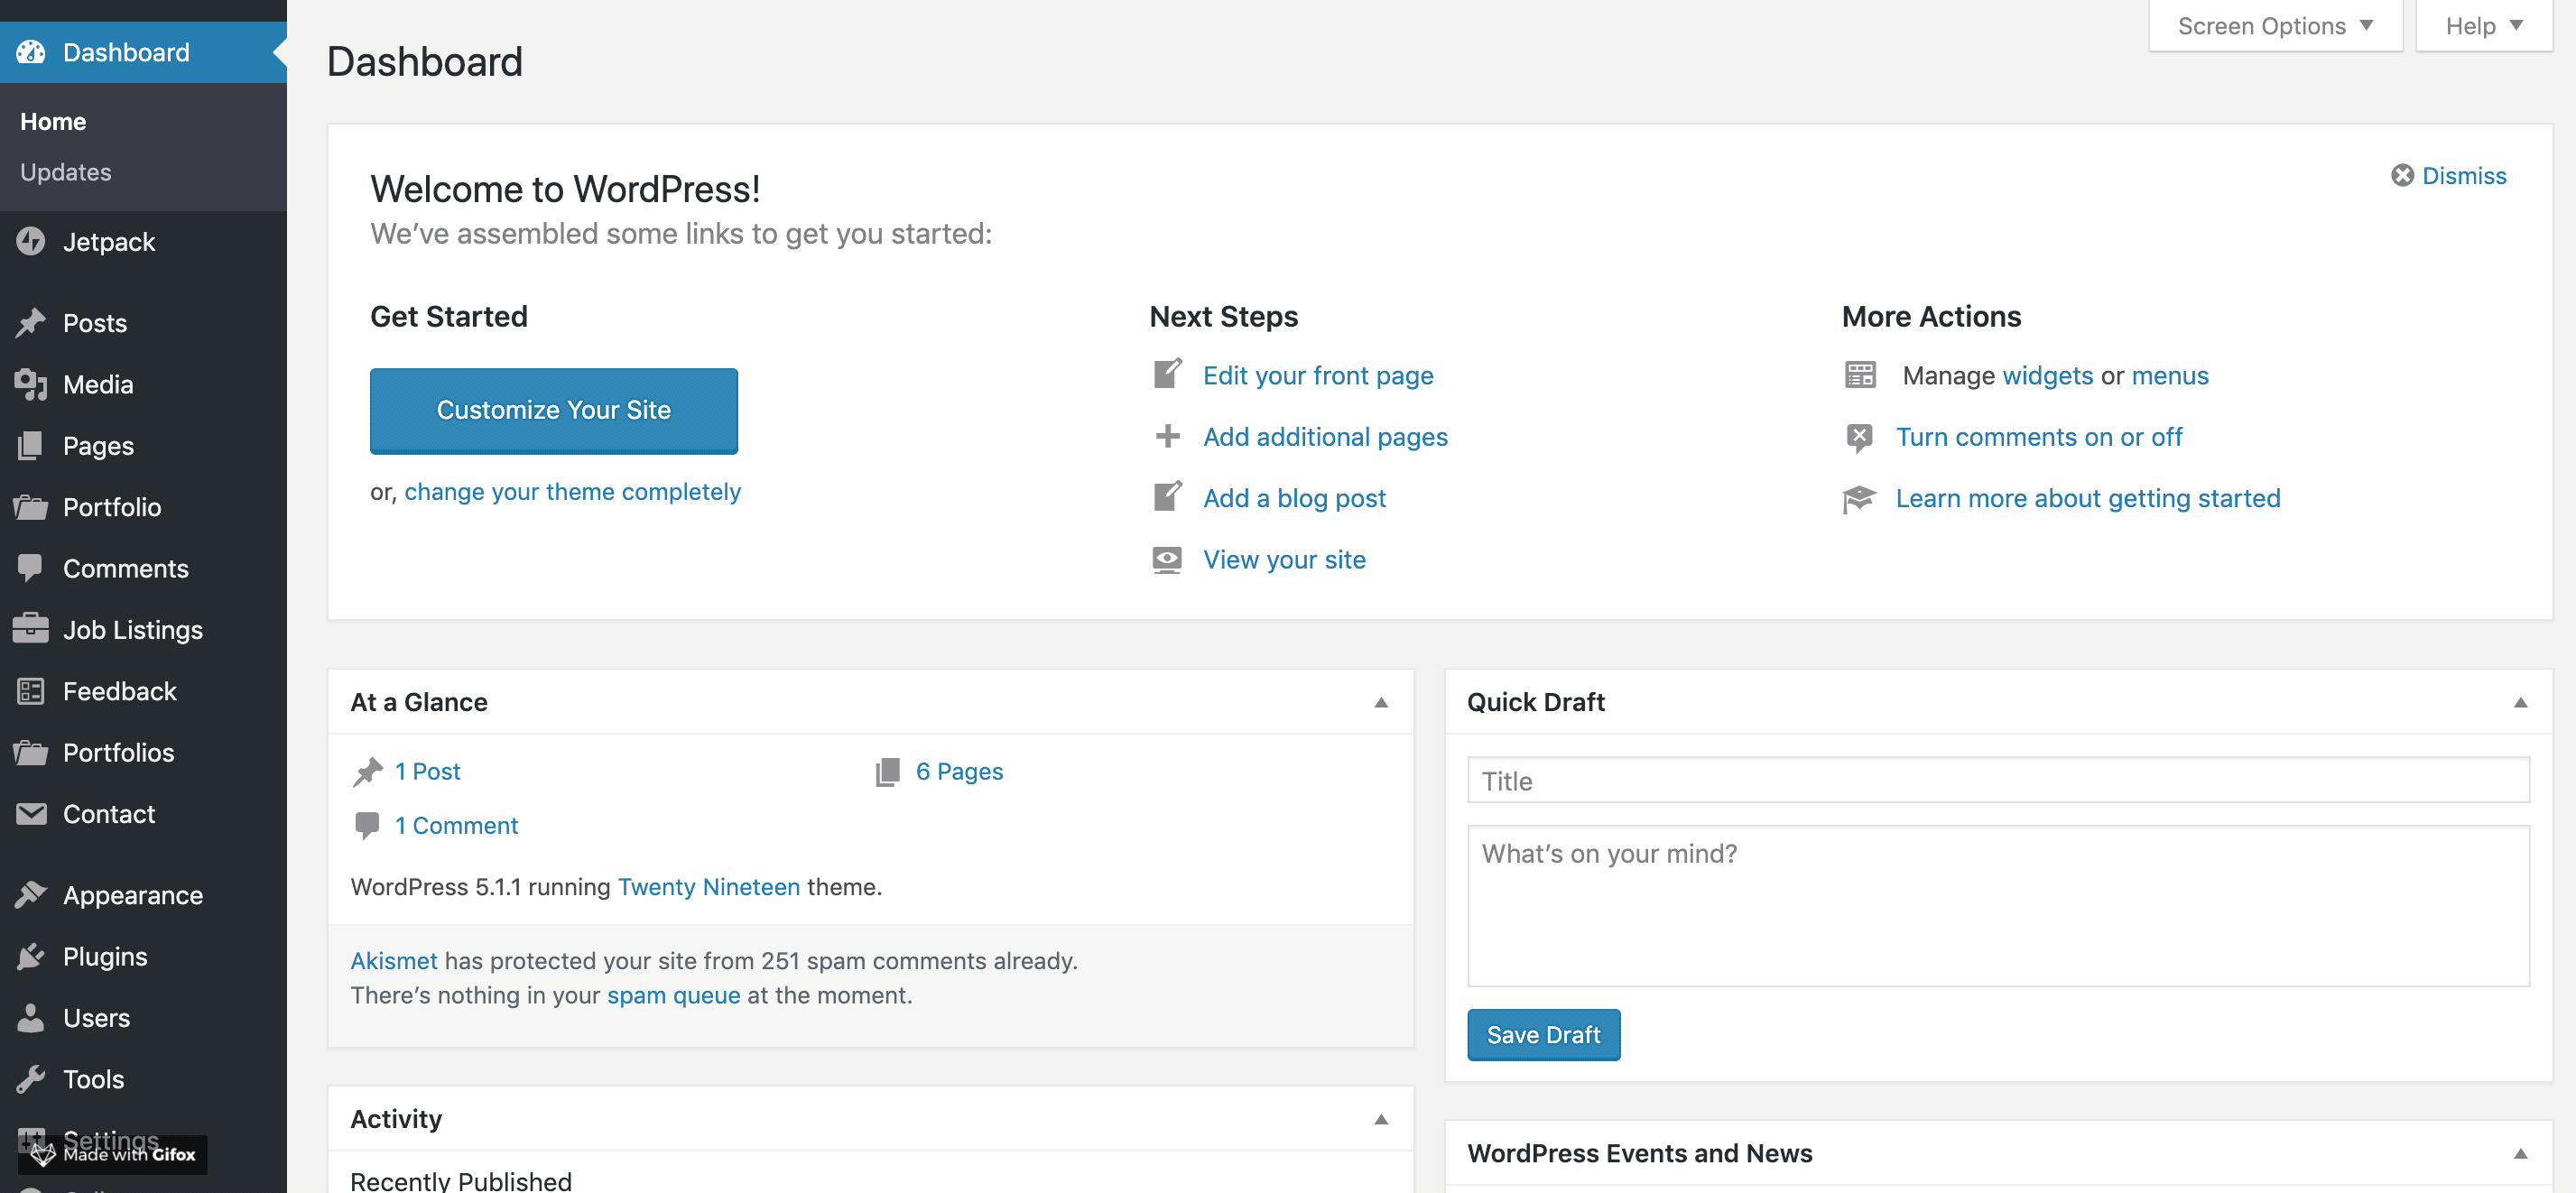 Dashboard
Home
Updates
Jetpack
Posts
Media
Pages
Portfolio
Comments
Job Listings
Feedback
Portfolios
Contact
Appearance
Plugins
Users
Tools
Settings
Made with Gifox
Screen Options
Help
Dashboard
Dismiss
Welcome to WordPress!
We’ve assembled some links to get you started:
Get Started
Customize Your Site
or, change your theme completely
Next Steps
Edit your front page
Add additional pages
Add a blog post
View your site
More Actions
Manage widgets or menus
Turn comments on or off
Learn more about getting started
At a Glance
1 Post
6 Pages
1 Comment
WordPress 5.1.1 running Twenty Nineteen theme.
Akismet has protected your site from 251 spam comments already.
There’s nothing in your spam queue at the moment.
Activity
Recently Published
Quick Draft
Title
What’s on your mind?
Save Draft
WordPress Events and News